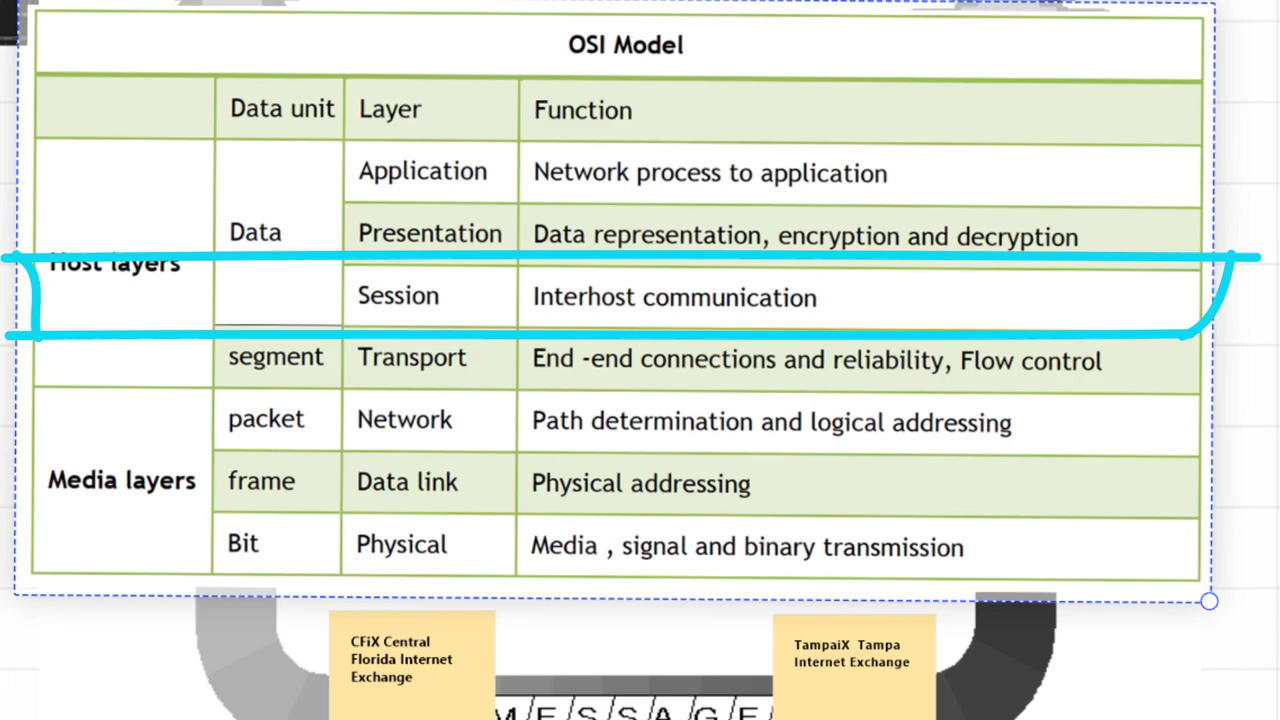 OSI Model
Data unit Layer Function
Application Network process to application
Data Presentation Data representation, encryption and decryption
Host layers
Session Interhost communication
segment Transport End -end connections and reliability, Flow control
packet Network Path determination and logical addressing
Media layers frame Data link Physical addressing
Bit Physical Media , signal and binary transmission
CFiX Central
Florida Internet
Exchange
TampaiX Tampa
Internet Exchange
M/E/S/S/A/G/E/